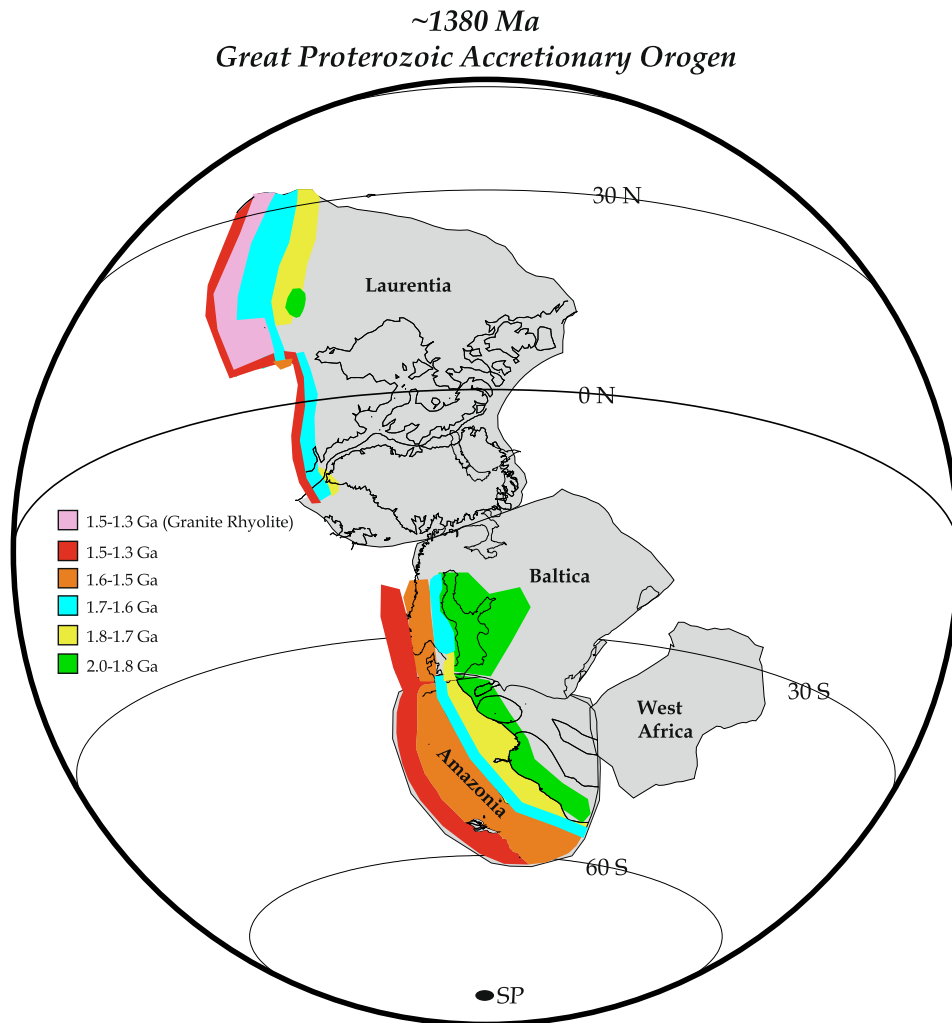 ~1380 Ma
Great Proterozoic Accretionary Orogen
30 N
Laurentia
0 N
1.5-1.3 Ga (Granite Rhyolite)
1.5-1.3 Ga
1.6-1.5 Ga
1.7-1.6 Ga
1.8-1.7 Ga
2.0-1.8 Ga
Baltica
30 S
West
Africa
Amazonia
60 S
SP